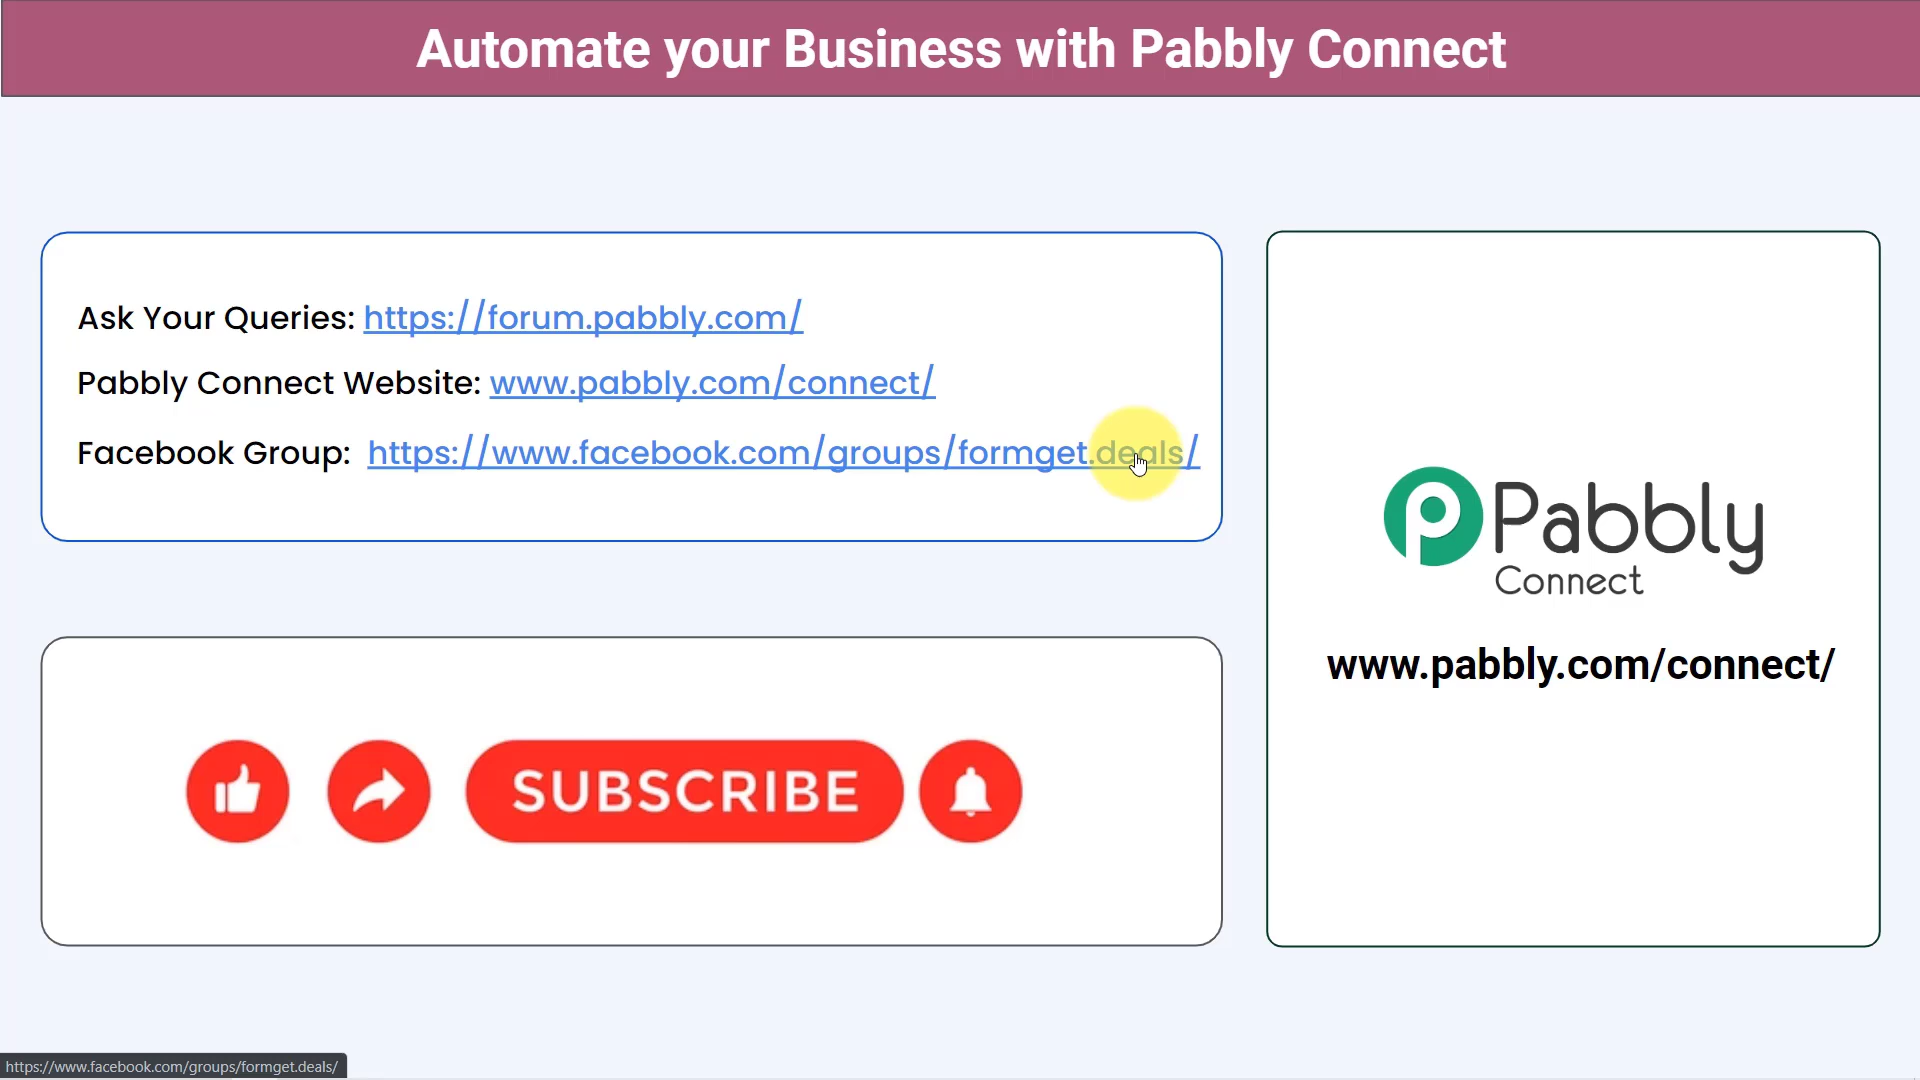 Automate your Business with Pabbly Connect
Ask Your Queries: https://forum.pabbly.com/
Pabbly Connect Website: www.pabbly.com/connect/
Facebook Group: https://www.facebook.com/groups/formget.deals/
SUBSCRIBE
Pabbly
Connect
www.pabbly.com/connect/
https://www.facebook.com/groups/formget.deals/